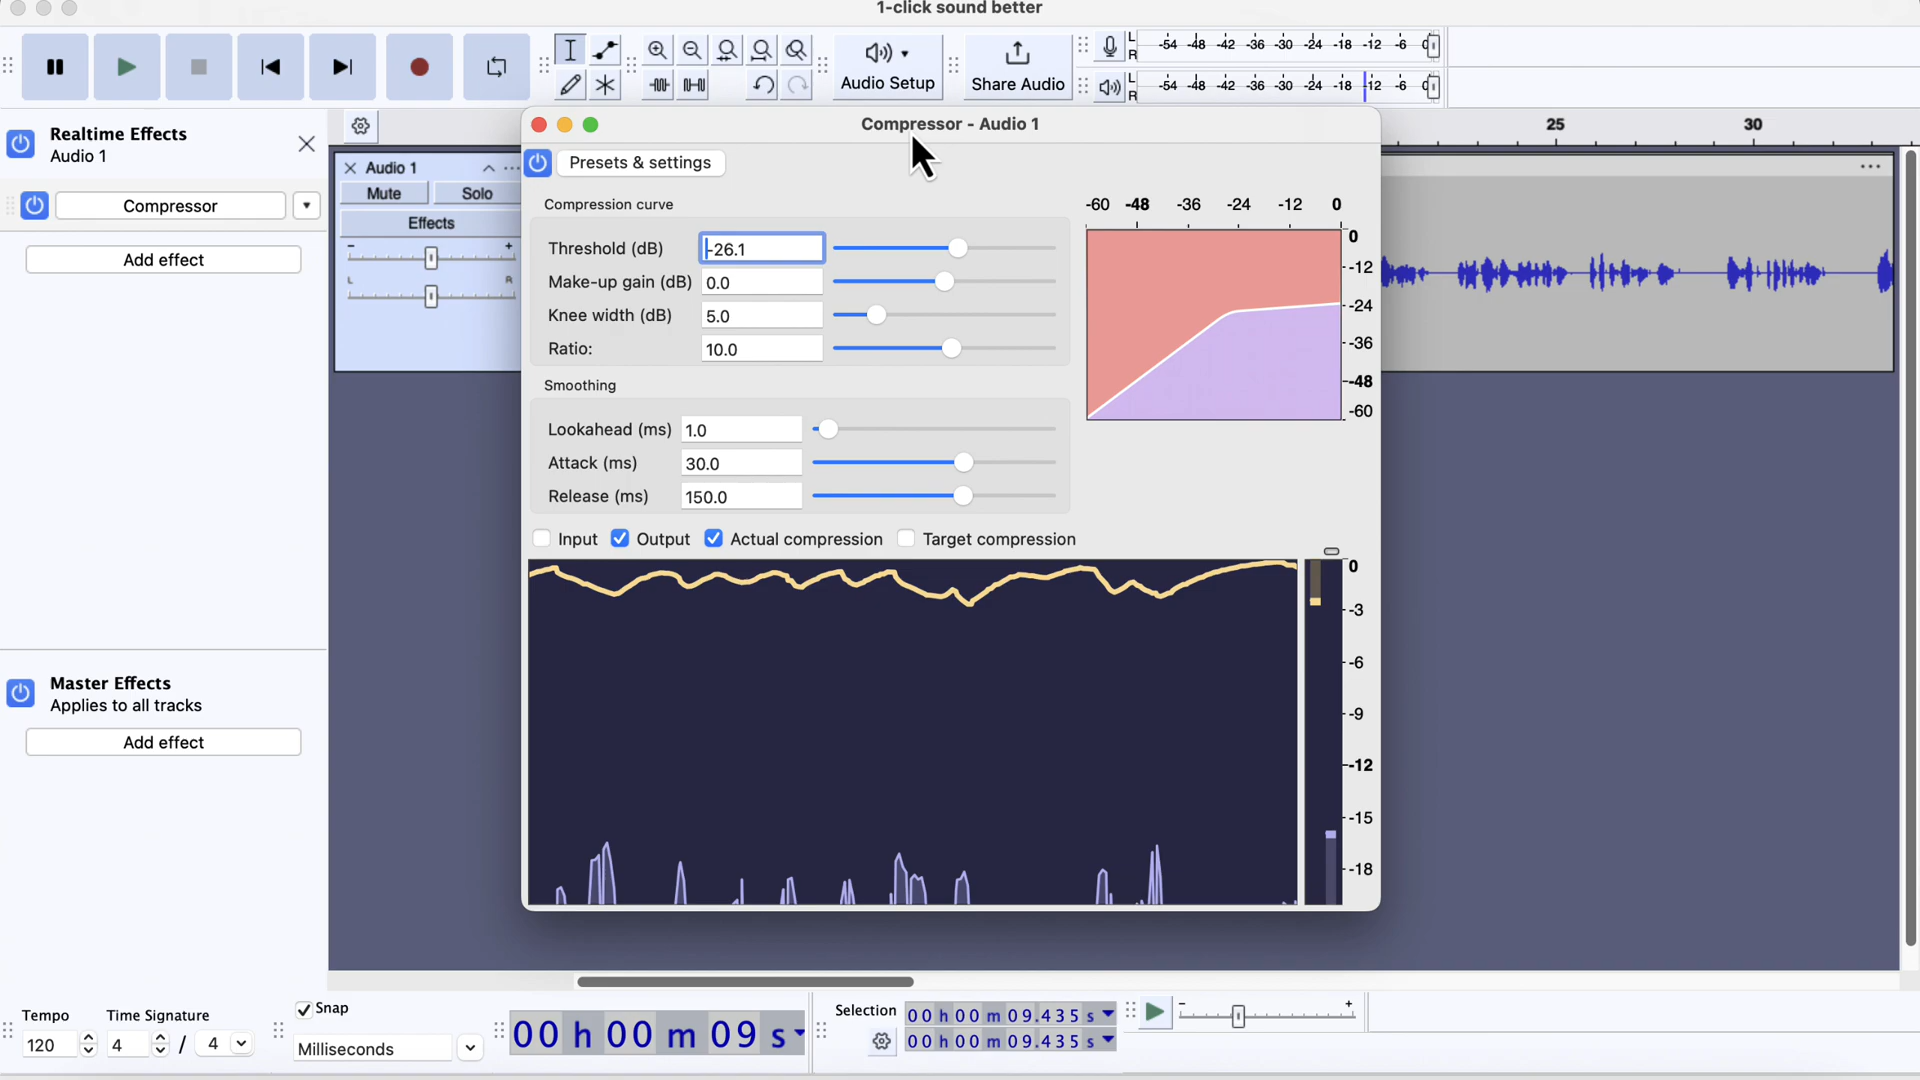 1-click sound better
Audio Setup
Share Audio
L
R
-54 -48 -42 -36 -30 -24 -18 -12 -6
L
R
-54 -48 -42 -36 -30 -24 -18 -12 -6
Realtime Effects
Audio 1
Compressor
Add effect
Master Effects
Applies to all tracks
Add effect
Audio 1
Mute
Solo
Effects
- +
L R
25 30
Compressor - Audio 1
Presets & settings
Compression curve
Threshold (dB) -26.1
Make-up gain (dB) 0.0
Knee width (dB) 5.0
Ratio: 10.0
Smoothing
Lookahead (ms) 1.0
Attack (ms) 30.0
Release (ms) 150.0
-60 -48 -36 -24 -12 0
0
-12
-24
-36
-48
-60
Input Output Actual compression Target compression
0
-3
-6
-9
-12
-15
-18
Tempo
120
Time Signature
4 / 4
Snap
Milliseconds
00 h 00 m 09 s
Selection
00 h 00 m 09.435 s
00 h 00 m 09.435 s
- +